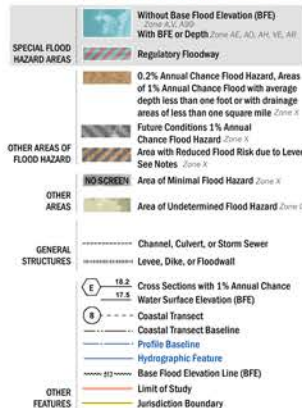 Without Base Flood Elevation (BFE)
Zone A,V, A99
With BFE or Depth Zone AE, AO, AH, VE, AR
SPECIAL FLOOD
HAZARD AREAS
Regulatory Floodway
0.2% Annual Chance Flood Hazard, Areas
of 1% Annual Chance Flood with average
depth less than one foot or with drainage
areas of less than one square mile Zone X
Future Conditions 1% Annual
Chance Flood Hazard Zone X
OTHER AREAS OF
FLOOD HAZARD
Area with Reduced Flood Risk due to Levee
See Notes Zone X
NO SCREEN Area of Minimal Flood Hazard Zone X
OTHER
AREAS
Area of Undetermined Flood Hazard Zone
GENERAL
STRUCTURES
Channel, Culvert, or Storm Sewer
Levee, Dike, or Floodwall
E 18.2 Cross Sections with 1% Annual Chance
17.5 Water Surface Elevation (BFE)
8 Coastal Transect
Coastal Transect Baseline
Profile Baseline
Hydrographic Feature
513 Base Flood Elevation Line (BFE)
OTHER
FEATURES
Limit of Study
Jurisdiction Boundary